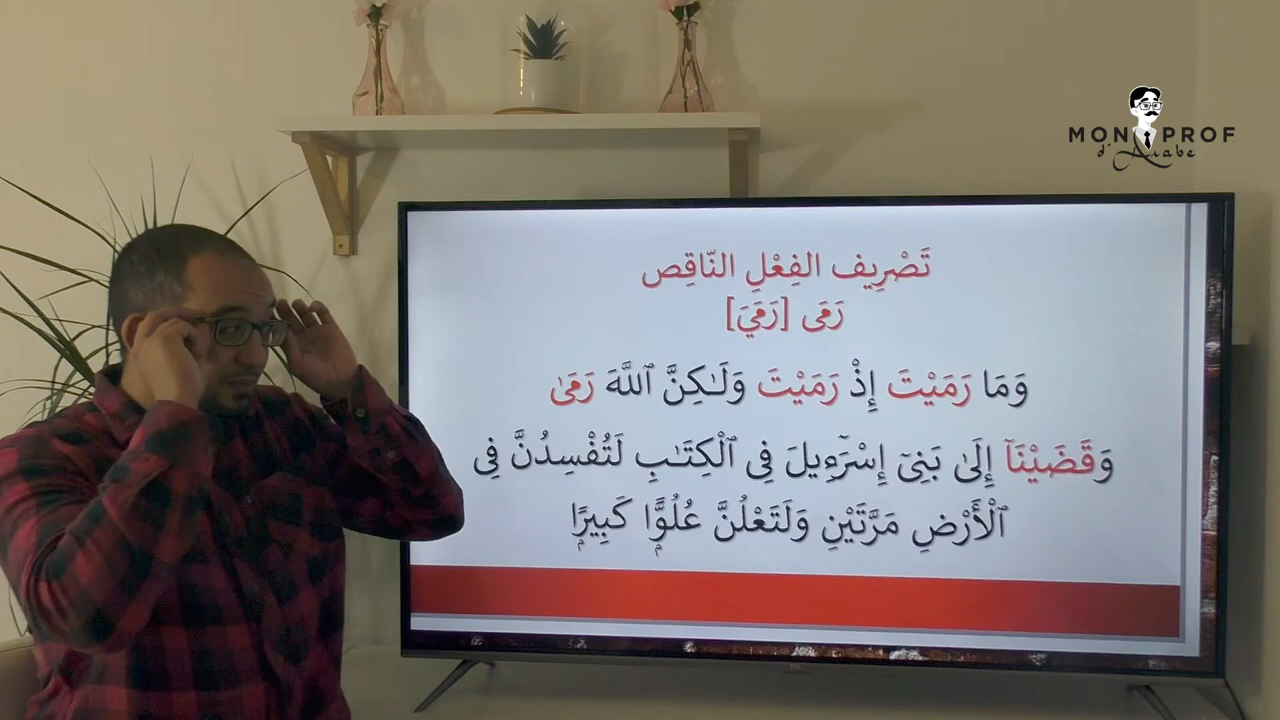 MON PROF
d'Arabe
تَصْرِيف الفِعْلِ النّاقِص
رَمَى [رَمَيَ]
وَمَا رَمَيْتَ إِذْ رَمَيْتَ وَلَـٰكِنَّ ٱللَّهَ رَمَىٰ
وَقَضَيْنَآ إِلَىٰ بَنِىٓ إِسْرَٰٓءِيلَ فِى ٱلْكِتَـٰبِ لَتُفْسِدُنَّ فِى
ٱلْأَرْضِ مَرَّتَيْنِ وَلَتَعْلُنَّ عُلُوًّۭا كَبِيرًۭا